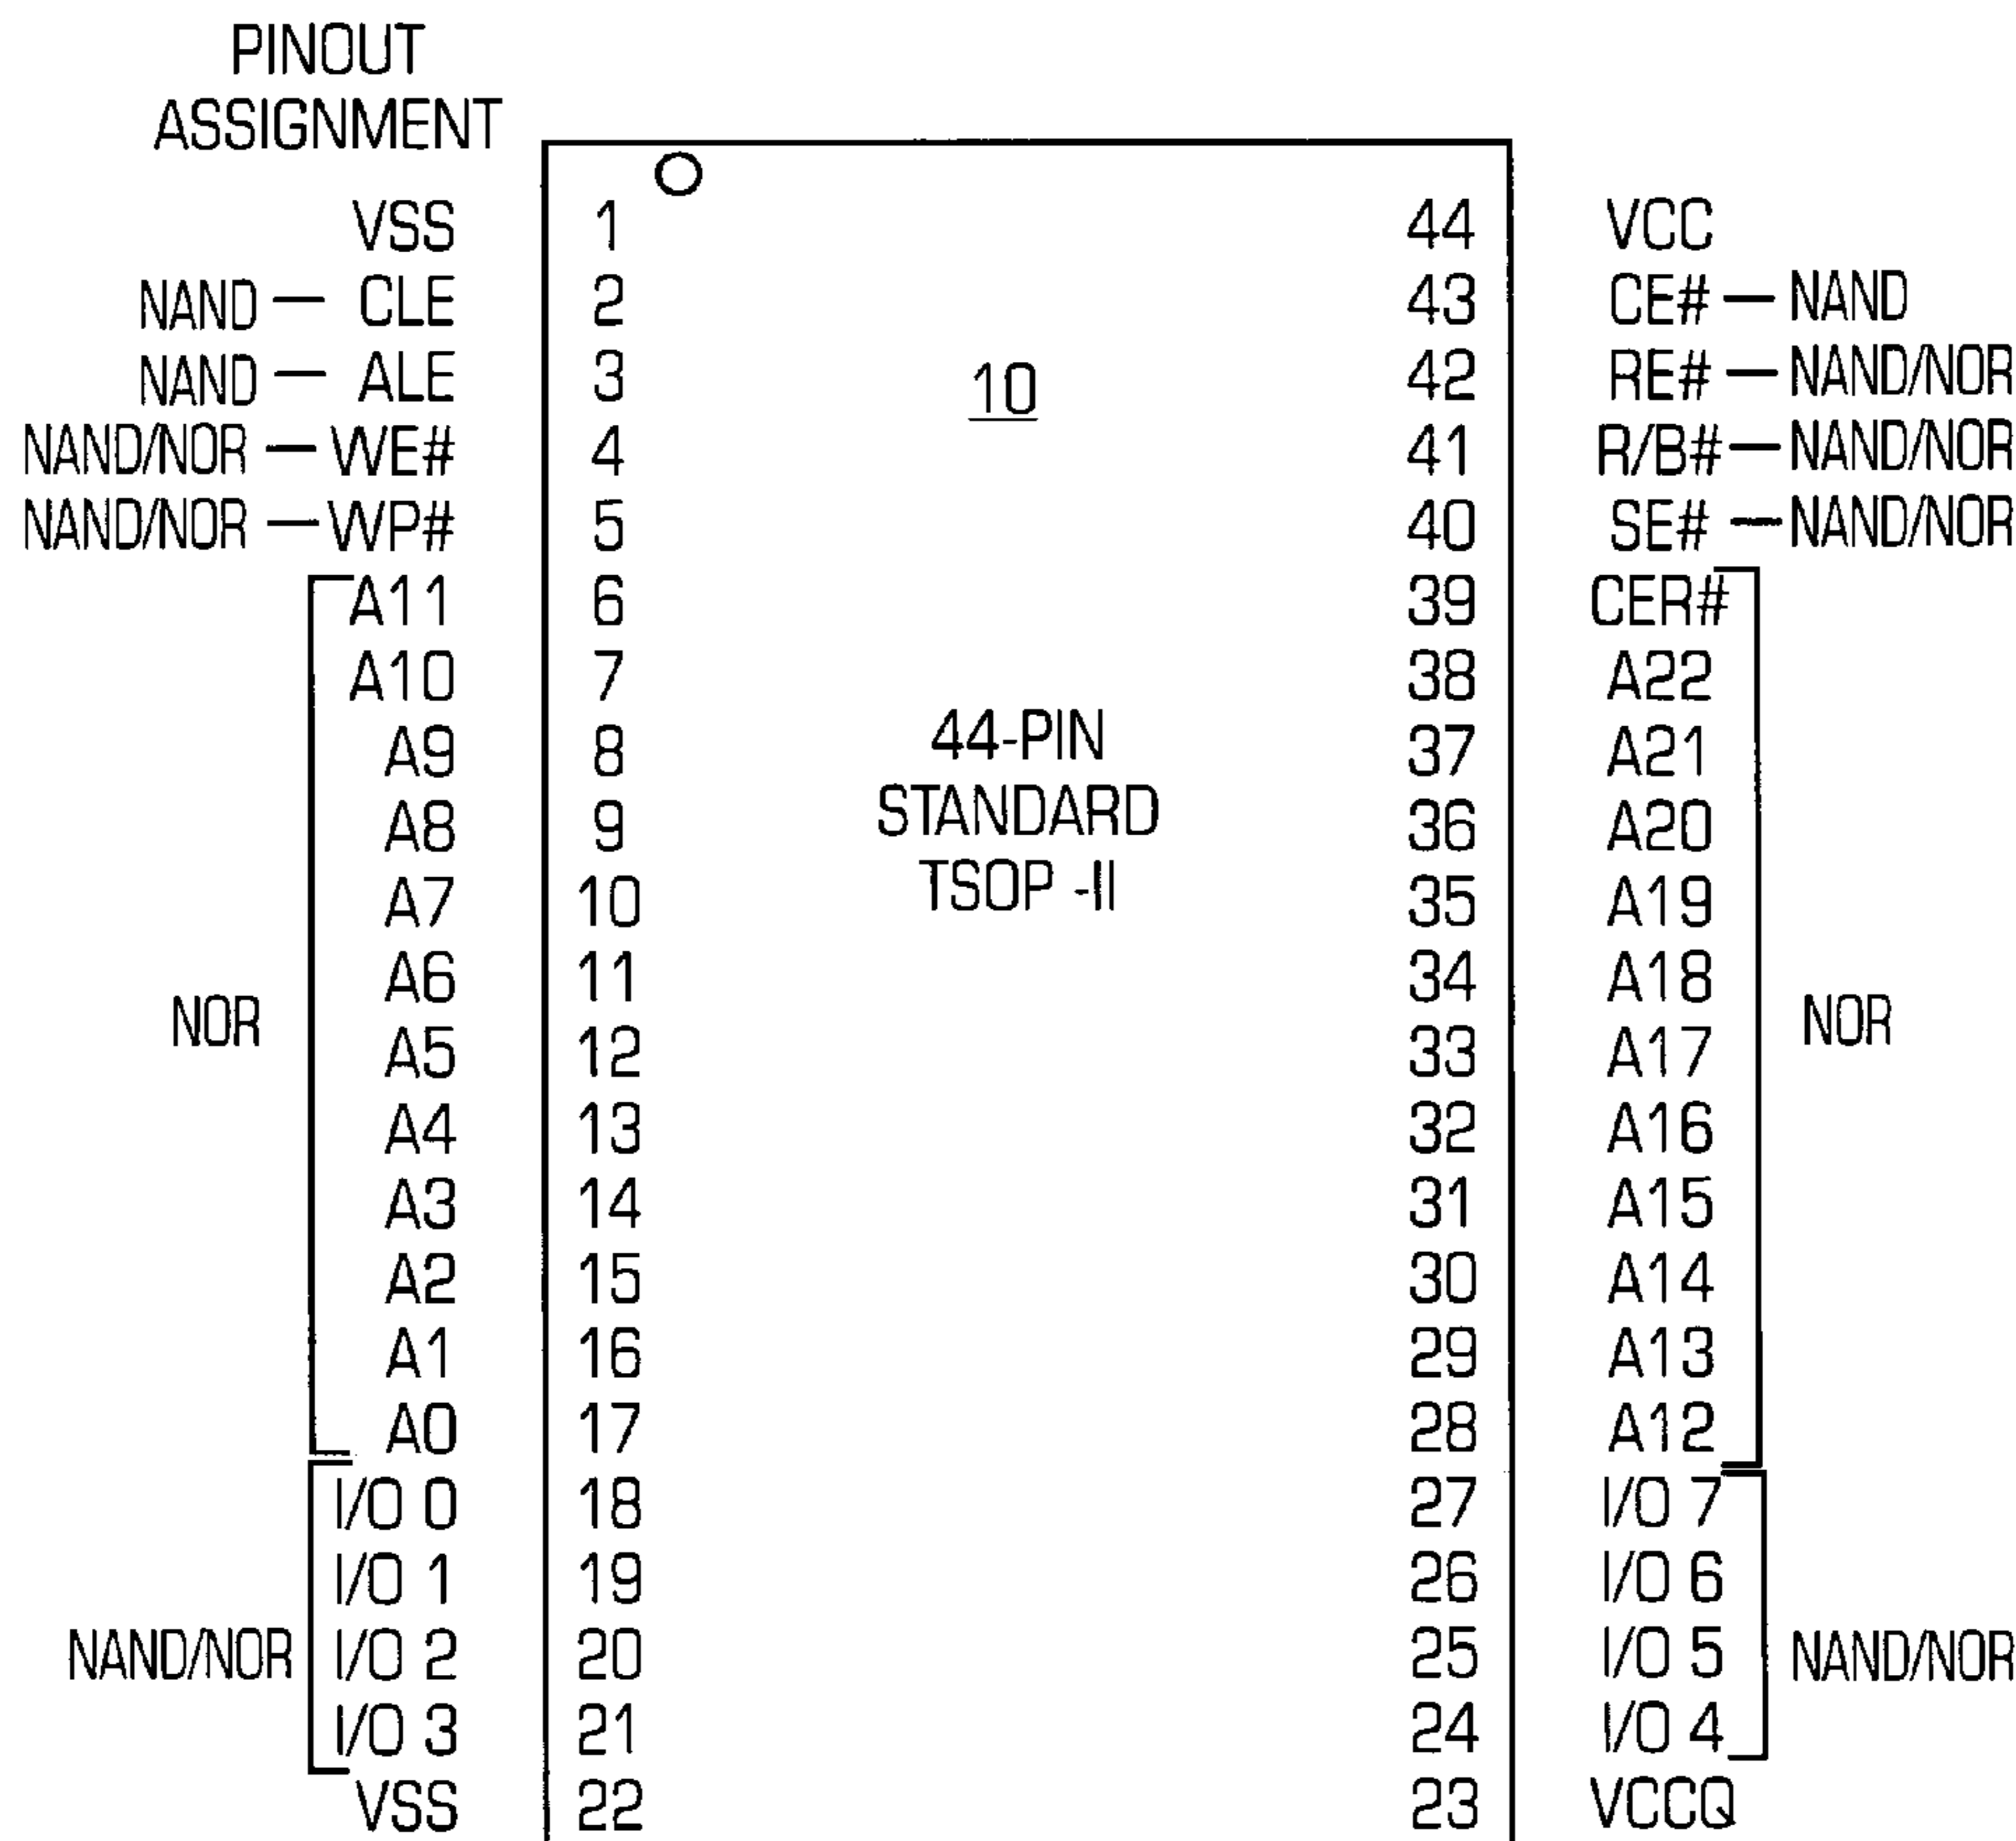 PINOUT
ASSIGNMENT
VSS 1 44 VCC
NAND — CLE 2 43 CE# — NAND
NAND — ALE 3 42 RE# — NAND/NOR
10
NAND/NOR — WE# 4 41 R/B# — NAND/NOR
NAND/NOR — WP# 5 40 SE# — NAND/NOR
A11 6 39 CER#
A10 7 38 A22
44-PIN
A9 8 37 A21
STANDARD
A8 9 36 A20
TSOP -II
A7 10 35 A19
A6 11 34 A18
NOR NOR
A5 12 33 A17
A4 13 32 A16
A3 14 31 A15
A2 15 30 A14
A1 16 29 A13
A0 17 28 A12
I/O 0 18 27 I/O 7
I/O 1 19 26 I/O 6
NAND/NOR I/O 2 20 25 I/O 5 NAND/NOR
I/O 3 21 24 I/O 4
VSS 22 23 VCCQ